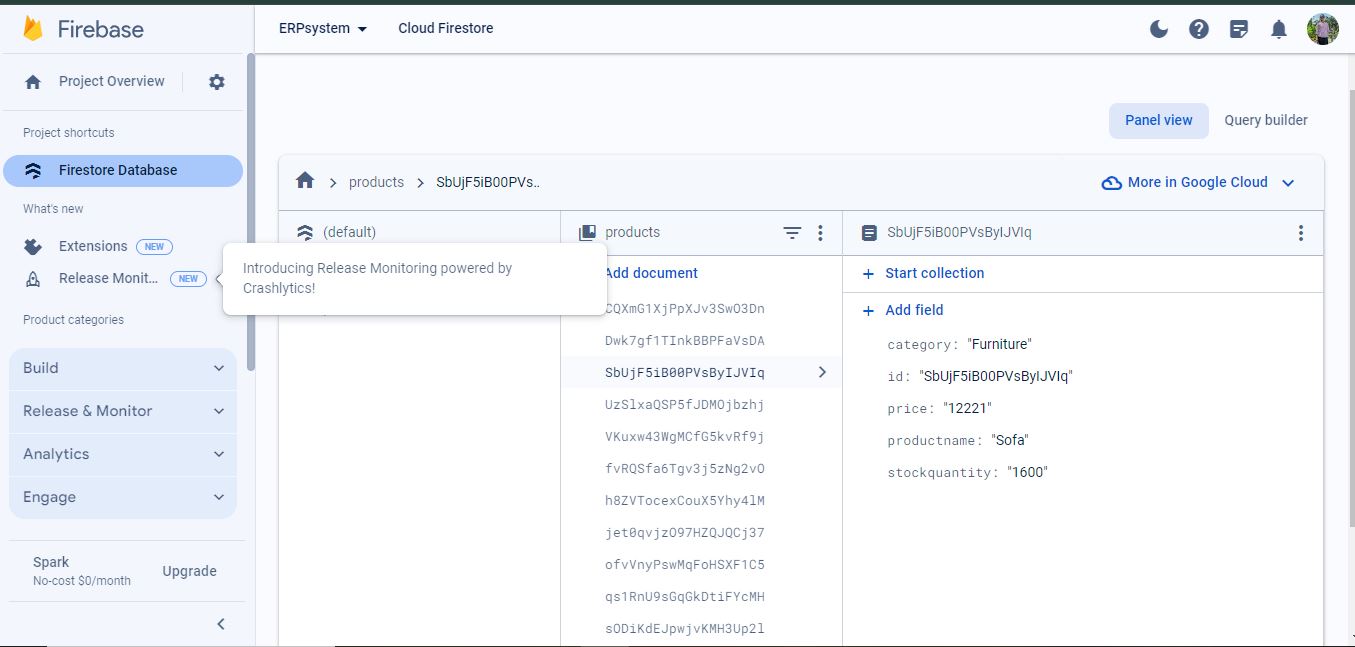 Firebase
ERPsystem
Cloud Firestore
Project Overview
Project shortcuts
Firestore Database
What's new
Extensions NEW
Release Monit... NEW
Introducing Release Monitoring powered by
Crashlytics!
Product categories
Build
Release & Monitor
Analytics
Engage
Spark
No-cost $0/month
Upgrade
Panel view
Query builder
products
SbUjF5iB00PVs..
More in Google Cloud
(default)
products
Add document
CQXmG1XjPpXJv3SwO3Dn
Dwk7gf1TInkBBPFaVsDA
SbUjF5iB00PVsByIJVIq
UzSlxaQSP5fJDMOjbzhj
VKuxw43WgMCfG5kvRf9j
fvRQSfa6Tgv3j5zNg2vO
h8ZVTocexCouX5Yhy4lM
jet0qvjzO97HZQJQCj37
ofvVnyPswMqFoHSXF1C5
qs1RnU9sGqGkDtiFYcMH
sODiKdEJpwjvKMH3Up2l
SbUjF5iB00PVsByIJVIq
+ Start collection
+ Add field
category: "Furniture"
id: "SbUjF5iB00PVsByIJVIq"
price: "12221"
productname: "Sofa"
stockquantity: "1600"